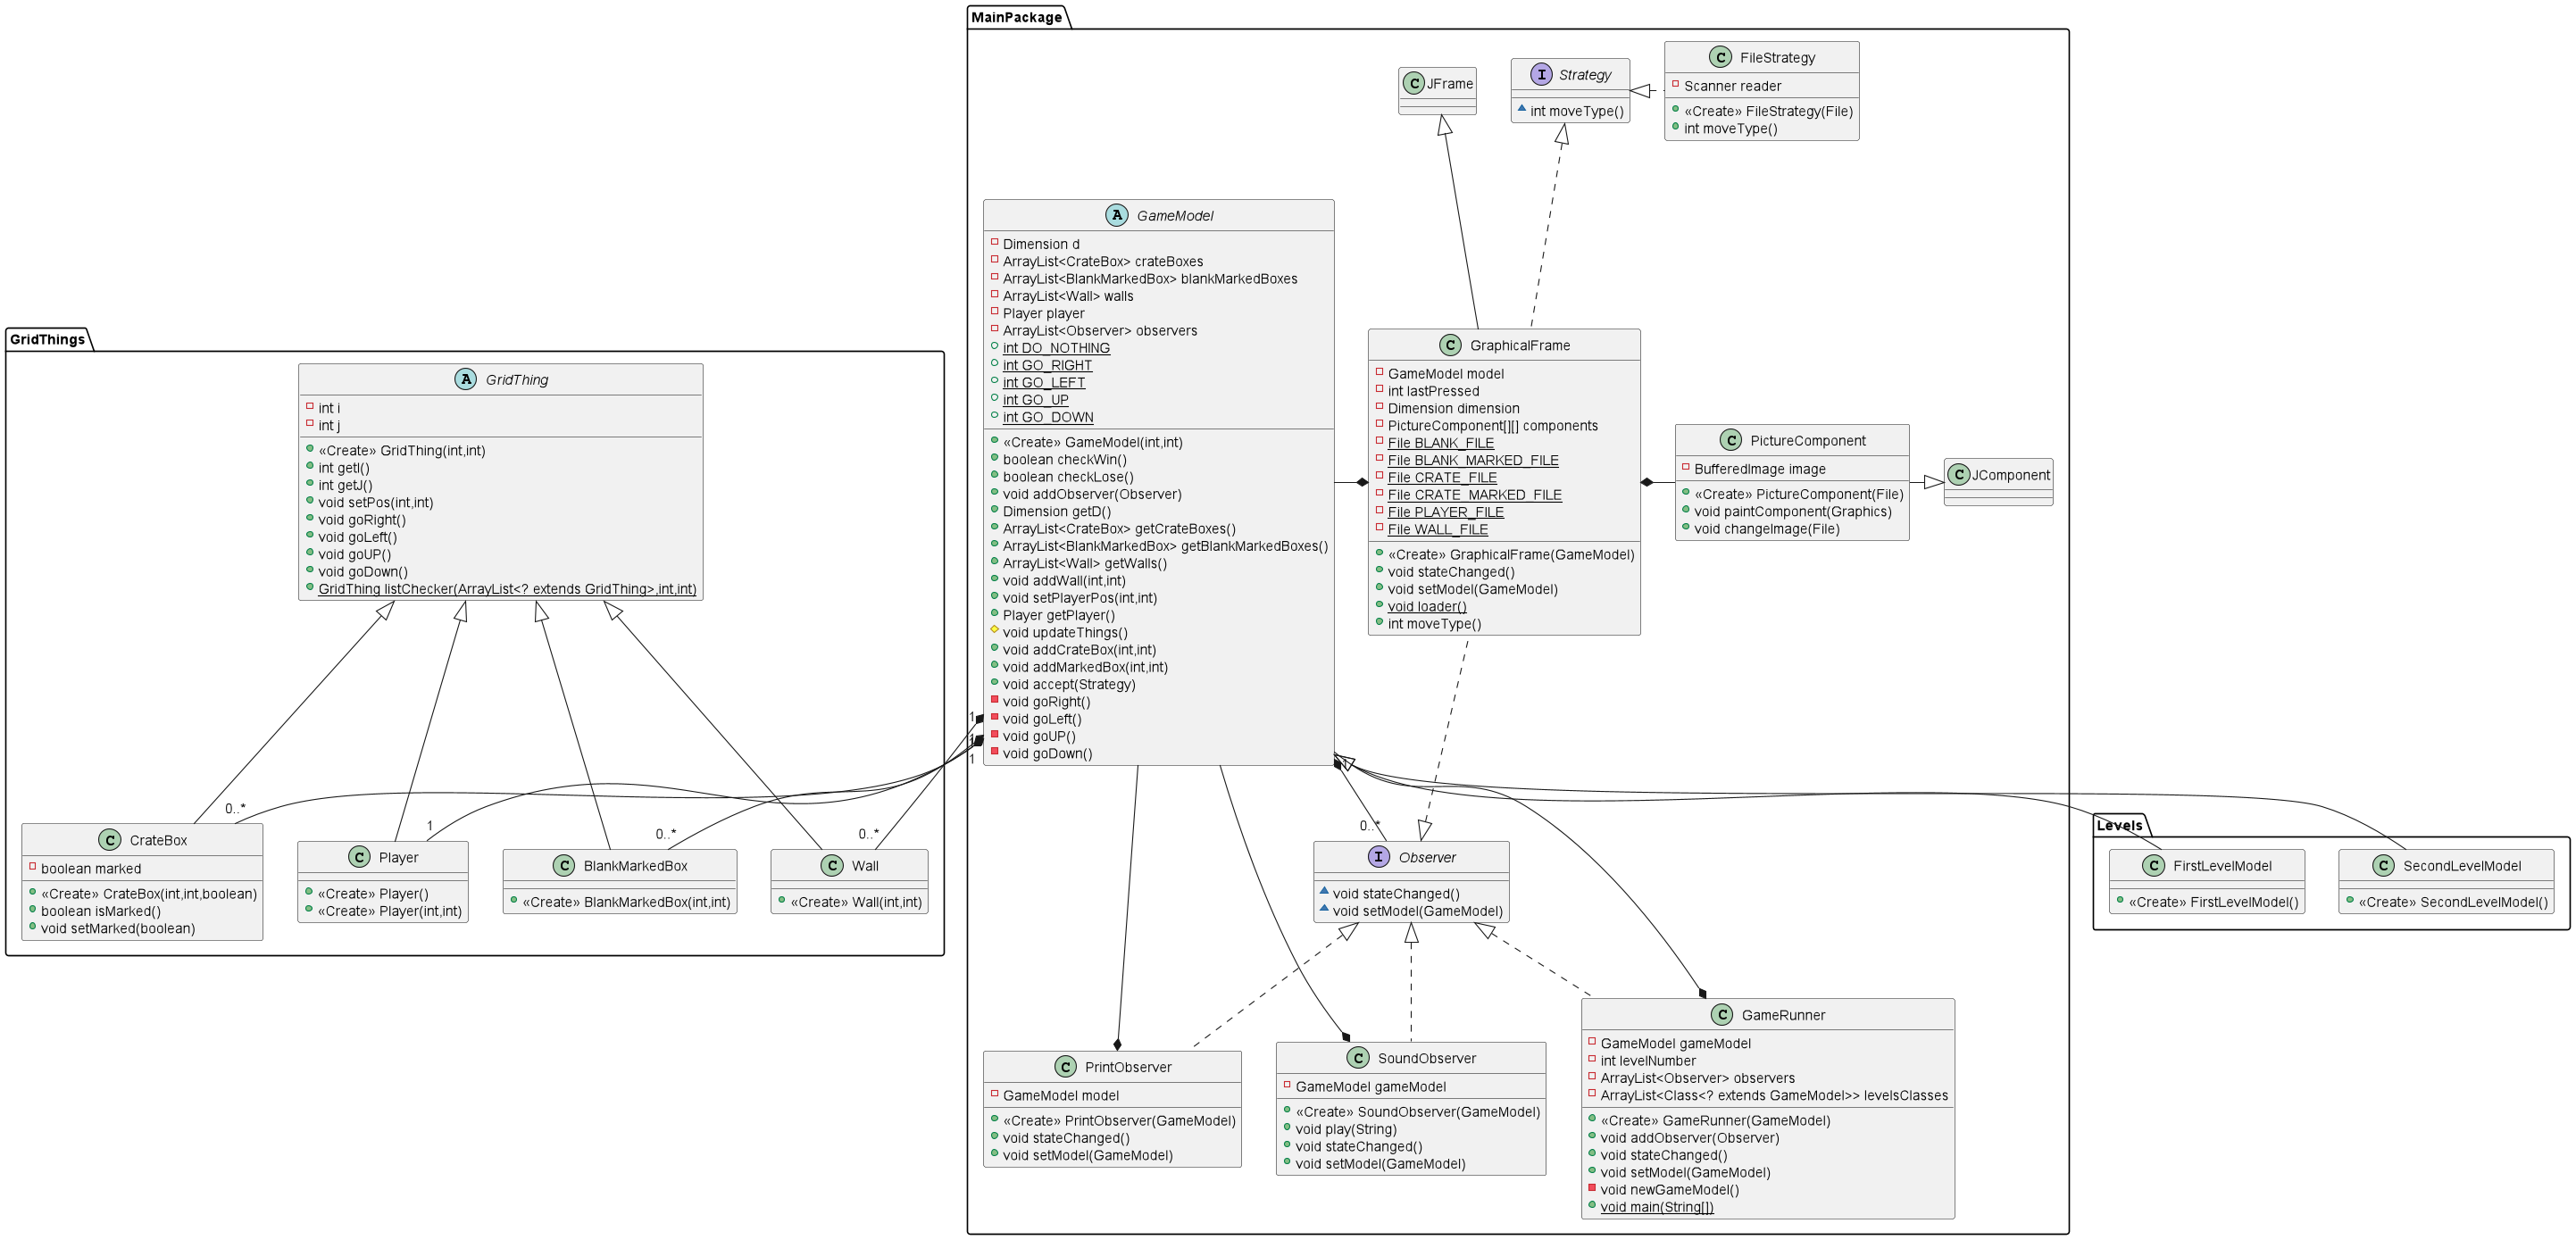 MainPackage
C JFrame
I Strategy
int moveType()
C FileStrategy
Scanner reader
«Create» FileStrategy(File)
int moveType()
A GameModel
Dimension d
ArrayList<CrateBox> crateBoxes
ArrayList<BlankMarkedBox> blankMarkedBoxes
ArrayList<Wall> walls
Player player
ArrayList<Observer> observers
int DO_NOTHING
int GO_RIGHT
int GO_LEFT
int GO_UP
int GO_DOWN
«Create» GameModel(int,int)
boolean checkWin()
boolean checkLose()
void addObserver(Observer)
Dimension getD()
ArrayList<CrateBox> getCrateBoxes()
ArrayList<BlankMarkedBox> getBlankMarkedBoxes()
ArrayList<Wall> getWalls()
void addWall(int,int)
void setPlayerPos(int,int)
Player getPlayer()
void updateThings()
void addCrateBox(int,int)
void addMarkedBox(int,int)
void accept(Strategy)
void goRight()
void goLeft()
void goUP()
void goDown()
C GraphicalFrame
GameModel model
int lastPressed
Dimension dimension
PictureComponent[][] components
File BLANK_FILE
File BLANK_MARKED_FILE
File CRATE_FILE
File CRATE_MARKED_FILE
File PLAYER_FILE
File WALL_FILE
«Create» GraphicalFrame(GameModel)
void stateChanged()
void setModel(GameModel)
void loader()
int moveType()
C PictureComponent
BufferedImage image
«Create» PictureComponent(File)
void paintComponent(Graphics)
void changeImage(File)
C JComponent
GridThings
A GridThing
int i
int j
«Create» GridThing(int,int)
int getI()
int getJ()
void setPos(int,int)
void goRight()
void goLeft()
void goUP()
void goDown()
GridThing listChecker(ArrayList<? extends GridThing>,int,int)
1
1
1
1
0..*
1
0..*
0..*
0..*
C CrateBox
boolean marked
«Create» CrateBox(int,int,boolean)
boolean isMarked()
void setMarked(boolean)
C Player
«Create» Player()
«Create» Player(int,int)
C BlankMarkedBox
«Create» BlankMarkedBox(int,int)
C Wall
«Create» Wall(int,int)
I Observer
void stateChanged()
void setModel(GameModel)
Levels
C FirstLevelModel
«Create» FirstLevelModel()
C SecondLevelModel
«Create» SecondLevelModel()
C PrintObserver
GameModel model
«Create» PrintObserver(GameModel)
void stateChanged()
void setModel(GameModel)
C SoundObserver
GameModel gameModel
«Create» SoundObserver(GameModel)
void play(String)
void stateChanged()
void setModel(GameModel)
C GameRunner
GameModel gameModel
int levelNumber
ArrayList<Observer> observers
ArrayList<Class<? extends GameModel>> levelsClasses
«Create» GameRunner(GameModel)
void addObserver(Observer)
void stateChanged()
void setModel(GameModel)
void newGameModel()
void main(String[])